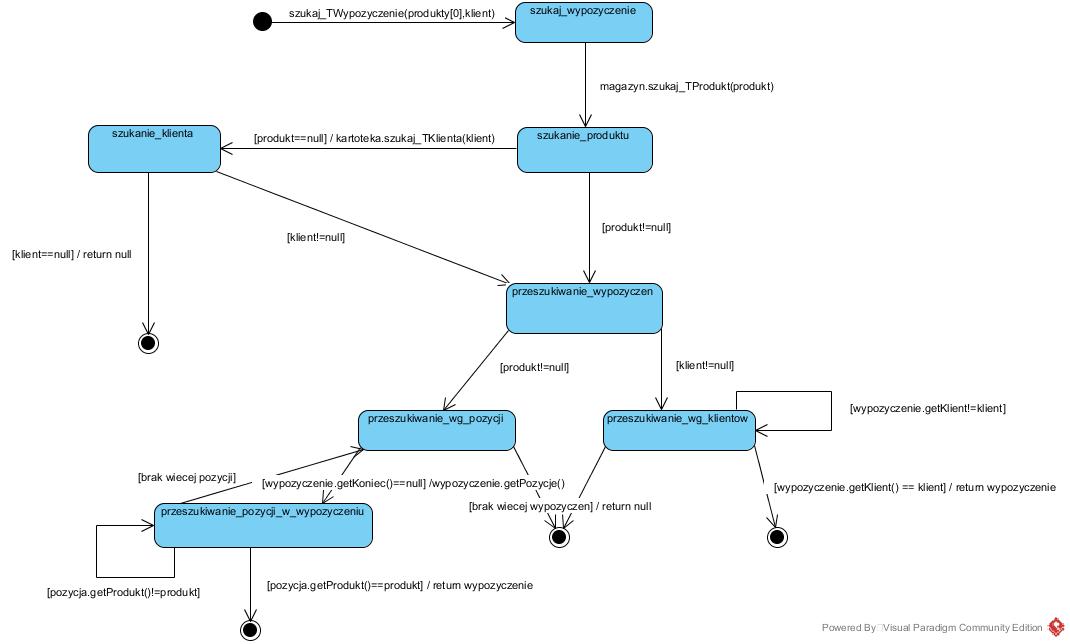 szukaj_TWypozyczenie(produkty[0],klient)
szukaj_wypozyczenie
magazyn.szukaj_TProdukt(produkt)
szukanie_klienta
[produkt==null] / kartoteka.szukaj_TKlienta(klient)
szukanie_produktu
[klient!=null]
[produkt!=null]
[klient==null] / return null
przeszukiwanie_wypozyczen
[produkt!=null]
[klient!=null]
przeszukiwanie_wg_pozycji
przeszukiwanie_wg_klientow
[wypozyczenie.getKlient!=klient]
[brak wiecej pozycji]
[wypozyczenie.getKoniec()==null] /wypozyczenie.getPozycje()
[wypozyczenie.getKlient() == klient] / return wypozyczenie
przeszukiwanie_pozycji_w_wypozyczeniu
[brak wiecej wypozyczen] / return null
[pozycja.getProdukt()!=produkt]
[pozycja.getProdukt()==produkt] / return wypozyczenie
Powered By Visual Paradigm Community Edition